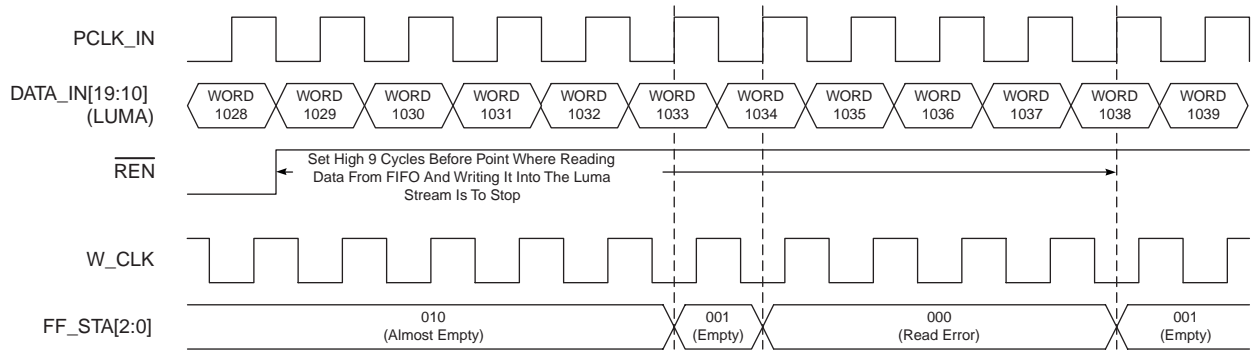 PCLK_IN
DATA_IN[19:10]
(LUMA)
WORD 1028
WORD 1029
WORD 1030
WORD 1031
WORD 1032
WORD 1033
WORD 1034
WORD 1035
WORD 1036
WORD 1037
WORD 1038
WORD 1039
REN
Set High 9 Cycles Before Point Where Reading
Data From FIFO And Writing It Into The Luma
Stream Is To Stop
W_CLK
FF_STA[2:0]
010
(Almost Empty)
001
(Empty)
000
(Read Error)
001
(Empty)